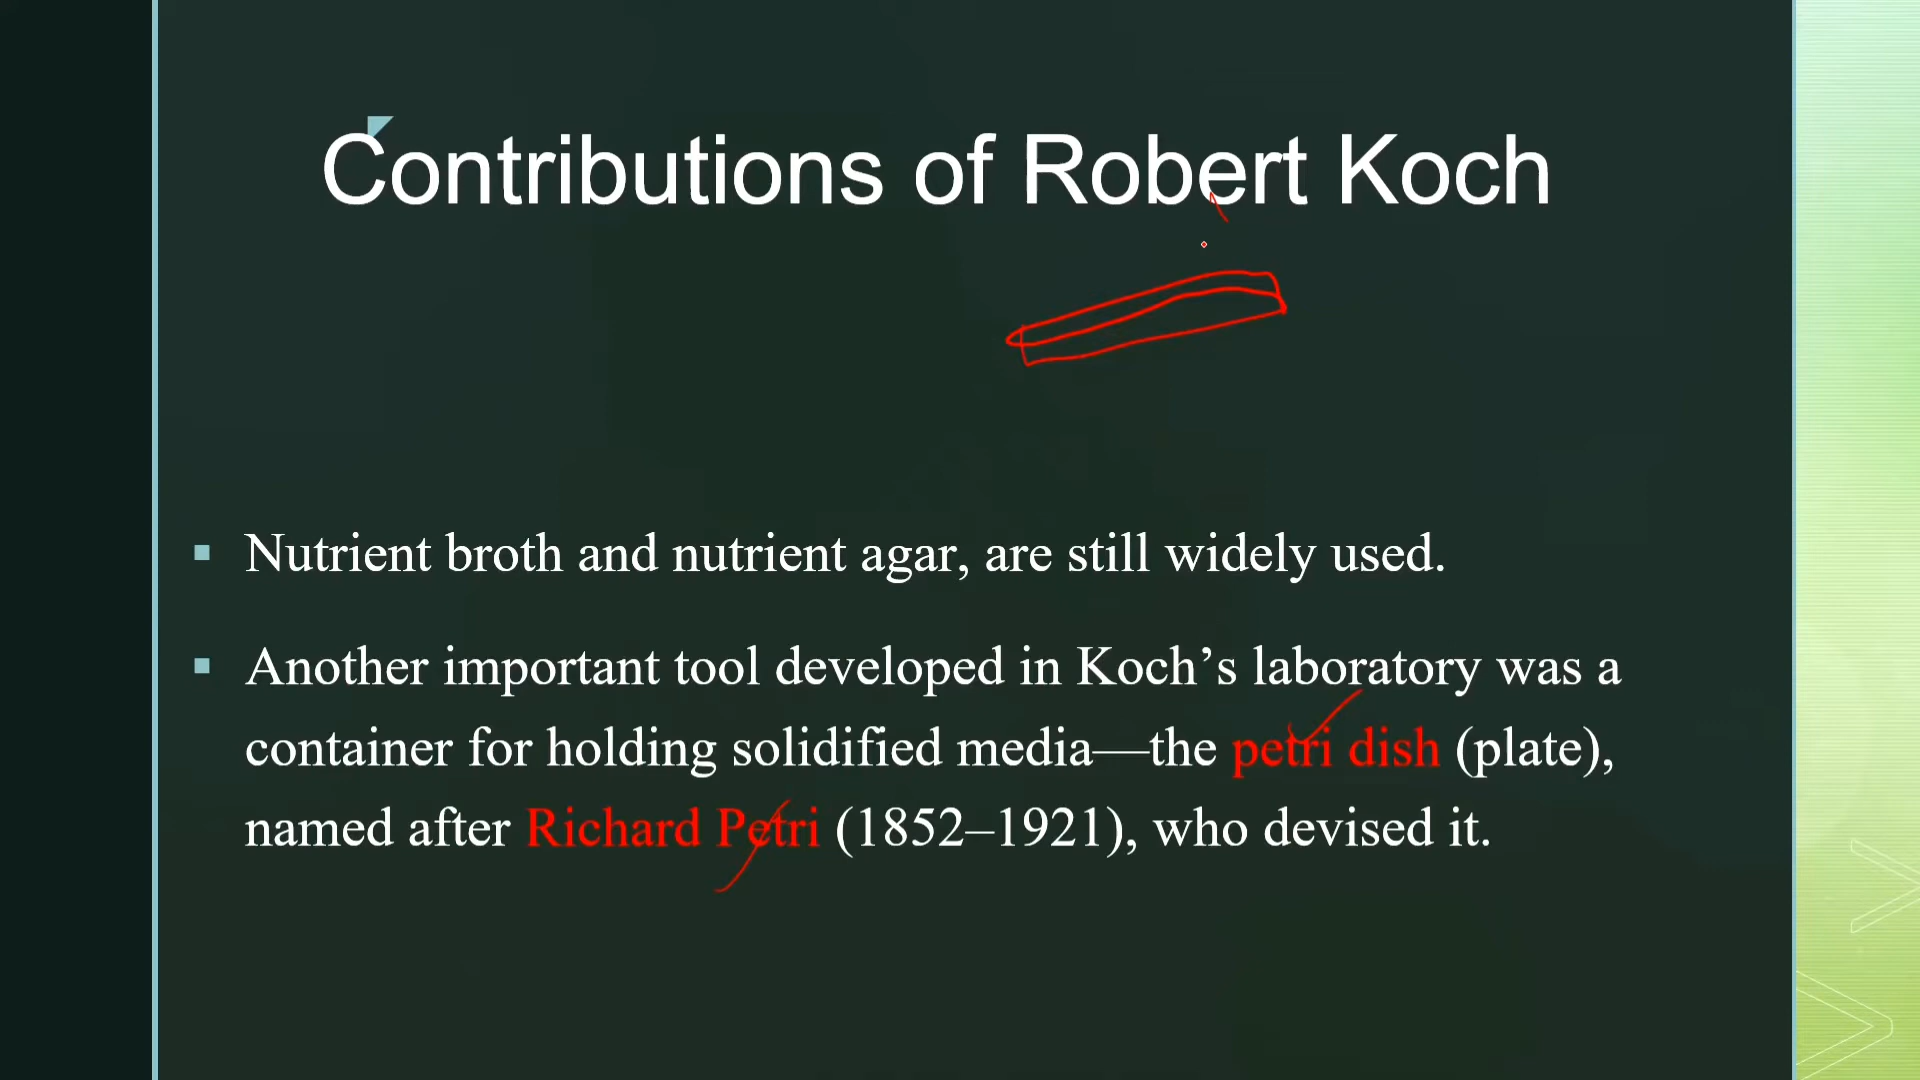 Contributions of Robert Koch
▪ Nutrient broth and nutrient agar, are still widely used.
▪ Another important tool developed in Koch’s laboratory was a
container for holding solidified media—the petri dish (plate),
named after Richard Petri (1852–1921), who devised it.